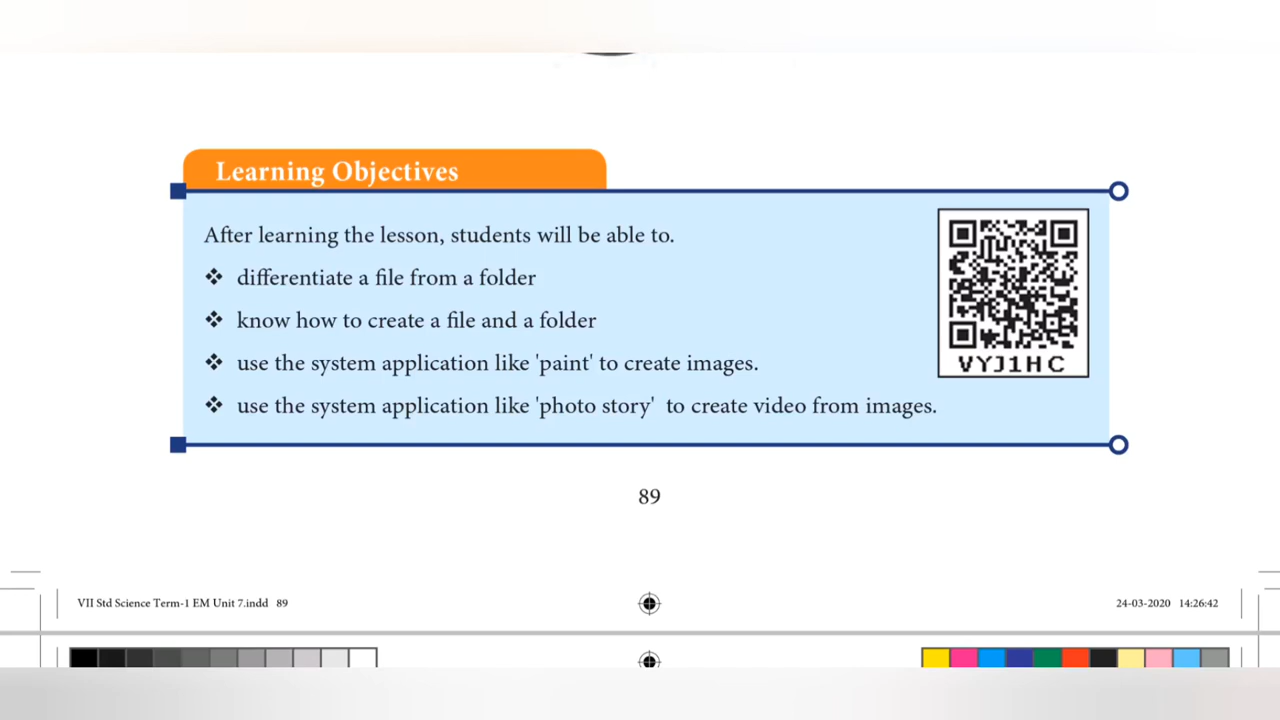 Learning Objectives
After learning the lesson, students will be able to.
❖ differentiate a file from a folder
❖ know how to create a file and a folder
❖ use the system application like 'paint' to create images.
❖ use the system application like 'photo story' to create video from images.
VYJ1HC
89
VII Std Science Term-1 EM Unit 7.indd 89
24-03-2020 14:26:42